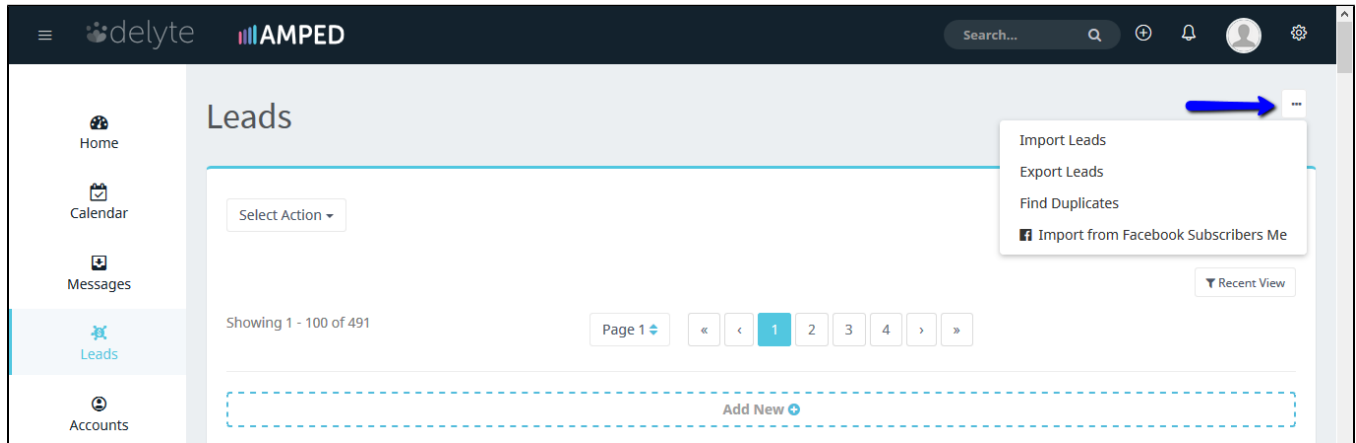 delyte
AMPED
Search...
Home
Calendar
Messages
Leads
Accounts
Leads
Import Leads
Export Leads
Find Duplicates
Import from Facebook Subscribers Me
Select Action
Recent View
Showing 1 - 100 of 491
Page 1 « ‹ 1 2 3 4 › »
Add New